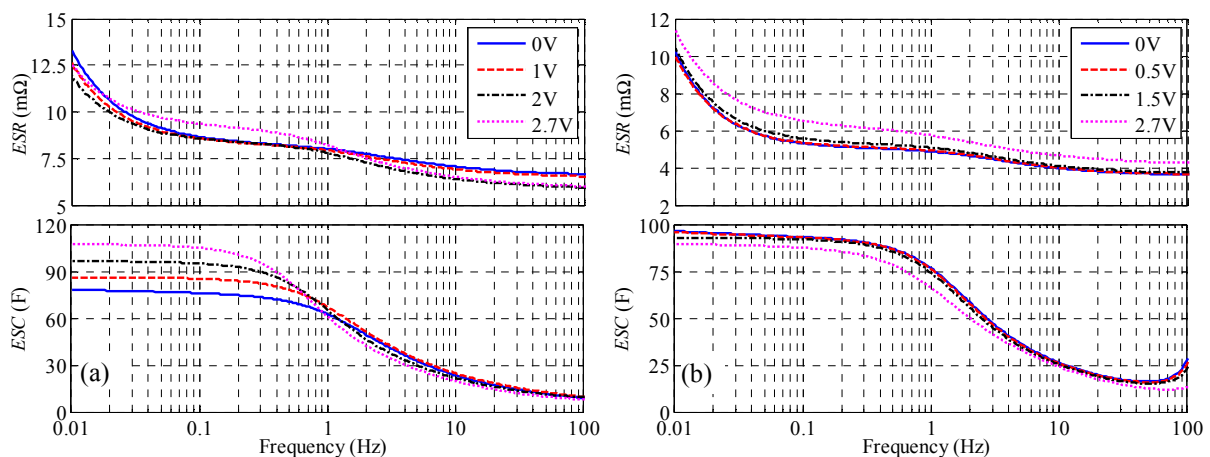 15
12.5
10
7.5
5
ESR (mΩ)
0V
1V
2V
2.7V
120
90
60
30
0
ESC (F)
(a)
0.01
0.1
1
10
100
Frequency (Hz)
12
10
8
6
4
2
ESR (mΩ)
0V
0.5V
1.5V
2.7V
100
75
50
25
0
ESC (F)
(b)
0.01
0.1
1
10
100
Frequency (Hz)